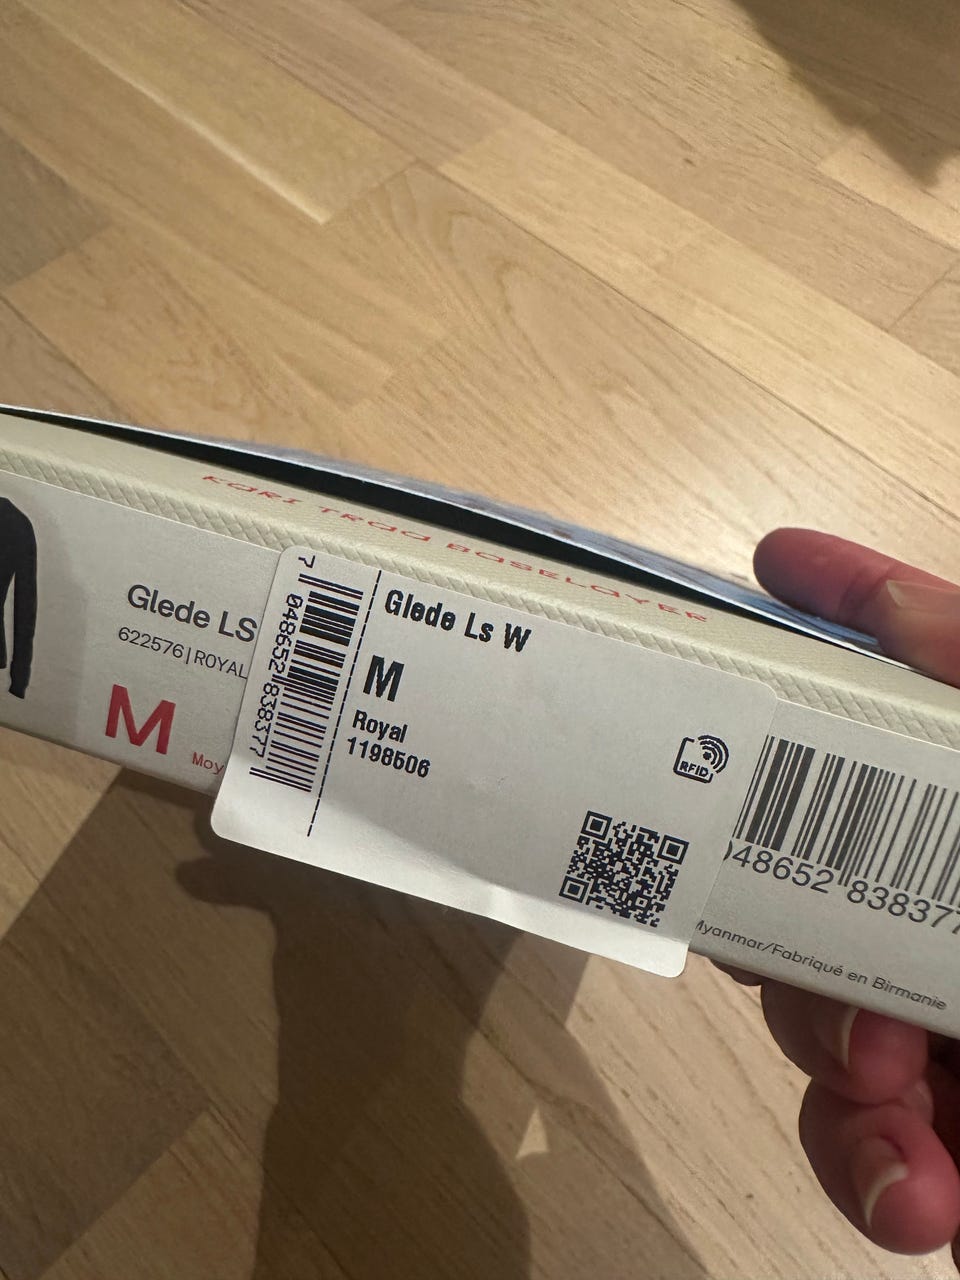 KARI TRAA BASELAYER
Glede LS
622576|ROYAL
M
Moy
7 048652 838377
Glede Ls W
M
Royal
1198506
RFID
048652 838377
Myanmar/Fabriqué en Birmanie